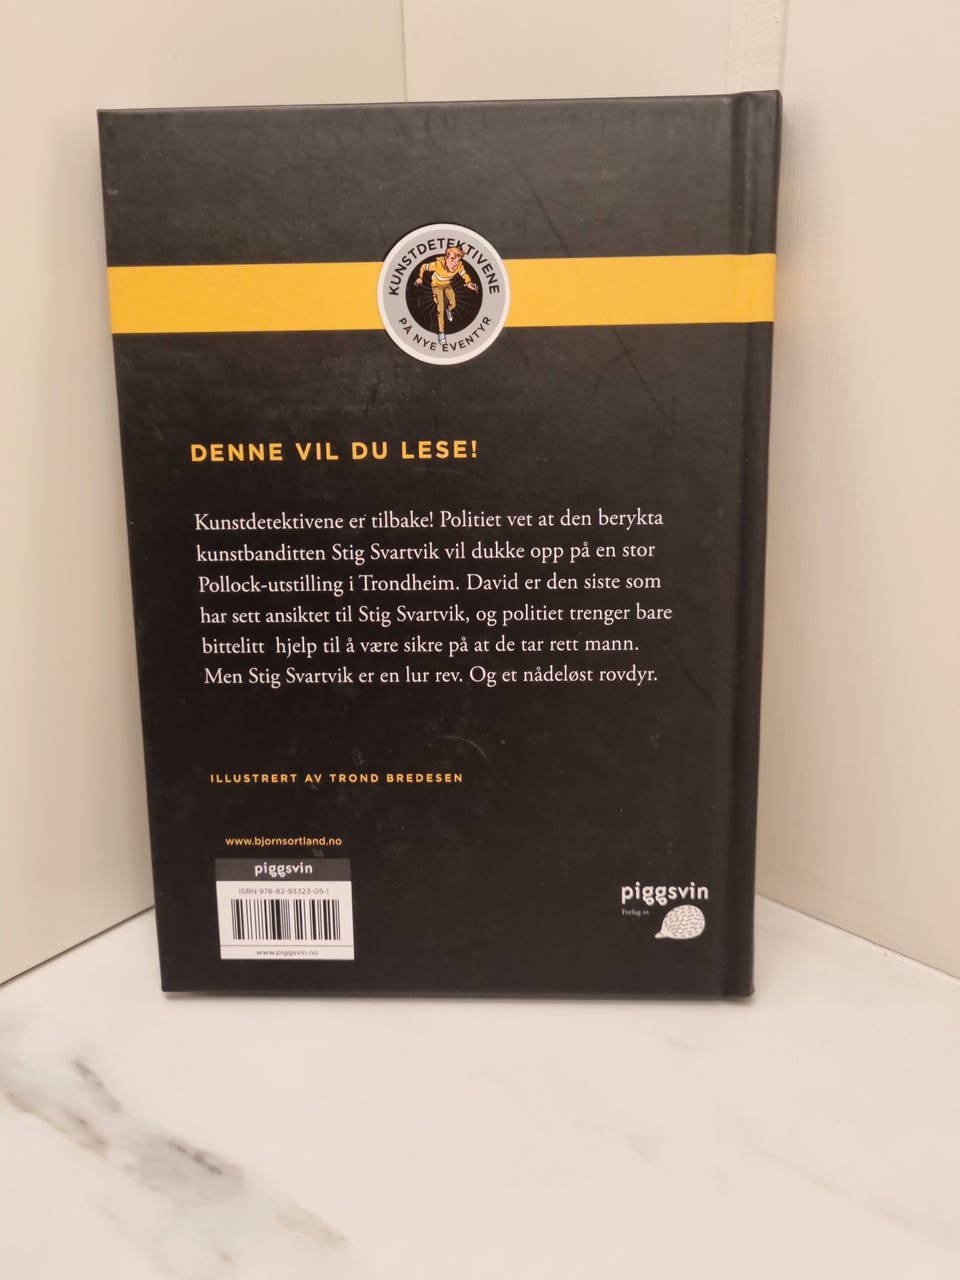 KUNSTDETEKTIVENE
PÅ NYE EVENTYR
DENNE VIL DU LESE!
Kunstdetektivene er tilbake! Politiet vet at den berykta
kunstbanditten Stig Svartvik vil dukke opp på en stor
Pollock-utstilling i Trondheim. David er den siste som
har sett ansiktet til Stig Svartvik, og politiet trenger bare
bittelitt hjelp til å være sikre på at de tar rett mann.
Men Stig Svartvik er en lur rev. Og et nådeløst rovdyr.
ILLUSTRERT AV TROND BREDESEN
www.bjornsortland.no
piggsvin
ISBN 978-82-93323-05-1
www.piggsvin.no
piggsvin
Forlag AS